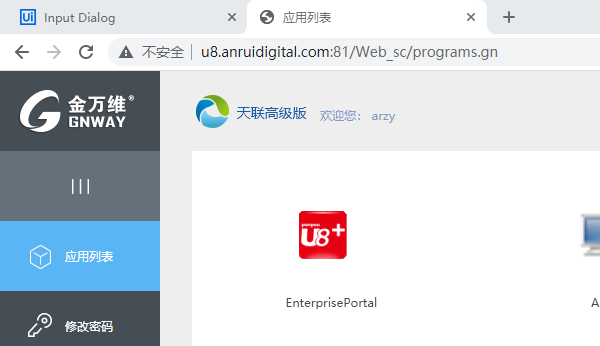 Ui Input Dialog
应用列表
不安全 u8.anruidigital.com:81/Web_sc/programs.gn
金万维®
GNWAY
天联高级版 欢迎您： arzy
应用列表
修改密码
U8+
EnterprisePortal
A